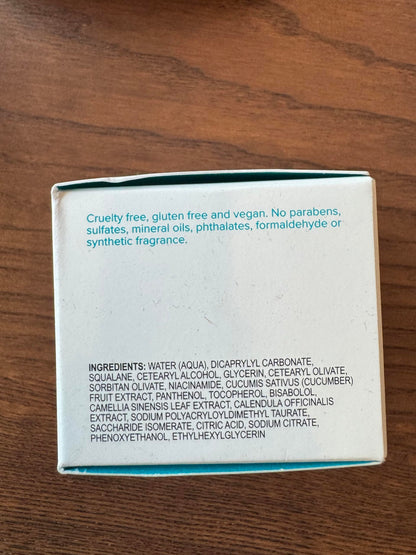 Cruelty free, gluten free and vegan. No parabens,
sulfates, mineral oils, phthalates, formaldehyde or
synthetic fragrance.
INGREDIENTS: WATER (AQUA), DICAPRYLYL CARBONATE,
SQUALANE, CETEARYL ALCOHOL, GLYCERIN, CETEARYL OLIVATE,
SORBITAN OLIVATE, NIACINAMIDE, CUCUMIS SATIVUS (CUCUMBER)
FRUIT EXTRACT, PANTHENOL, TOCOPHEROL, BISABOLOL,
CAMELLIA SINENSIS LEAF EXTRACT, CALENDULA OFFICINALIS
EXTRACT, SODIUM POLYACRYLOYLDIMETHYL TAURATE,
SACCHARIDE ISOMERATE, CITRIC ACID, SODIUM CITRATE,
PHENOXYETHANOL, ETHYLHEXYLGLYCERIN